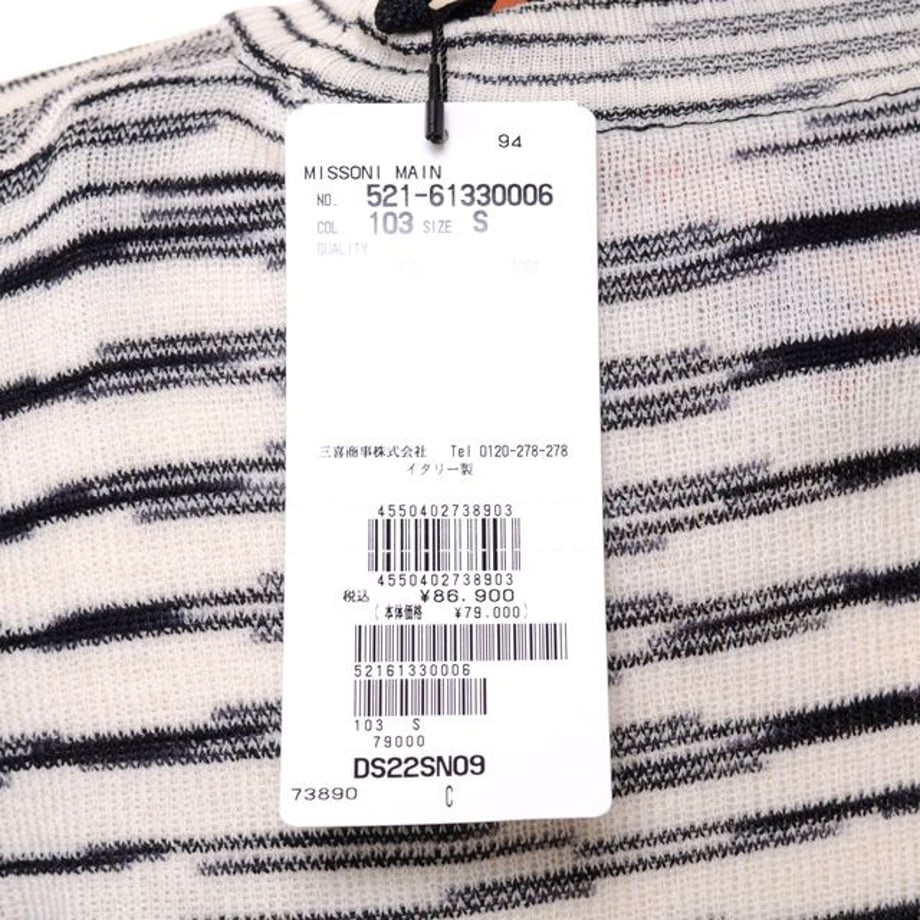 94
MISSONI MAIN
NO. 521-61330006
COL. 103 SIZE S
QUALITY
三喜商事株式会社 Tel 0120-278-278
イタリー製
4550402738903
4550402738903
税込 ¥86.900
(本体価格 ¥79.000)
52161330006
103 S
79000
DS22SN09
73890 C